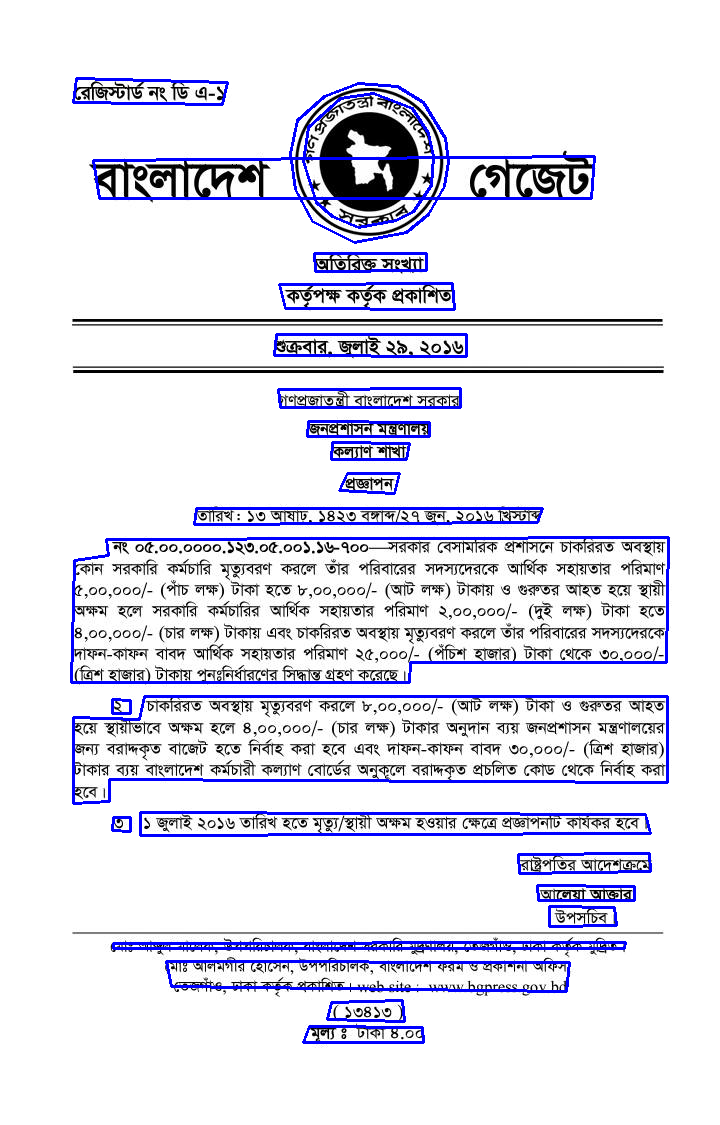 রেজিস্টার্ড নং ডি এ-১
গণপ্রজাতন্ত্রী বাংলাদেশ
সরকার
বাংলাদেশ গেজেট
অতিরিক্ত সংখ্যা
কর্তৃপক্ষ কর্তৃক প্রকাশিত
শুক্রবার, জুলাই ২৯, ২০১৬
গণপ্রজাতন্ত্রী বাংলাদেশ সরকার
জনপ্রশাসন মন্ত্রণালয়
কল্যাণ শাখা
প্রজ্ঞাপন
তারিখ : ১৩ আষাঢ়, ১৪২৩ বঙ্গাব্দ/২৭ জুন, ২০১৬ খ্রিস্টাব্দ
নং ০৫.০০.০০০০.১২৩.০৫.০০১.১৬-৭০০—সরকার বেসামরিক প্রশাসনে চাকরিরত অবস্থায়
কোন সরকারি কর্মচারি মৃত্যুবরণ করলে তাঁর পরিবারের সদস্যদেরকে আর্থিক সহায়তার পরিমাণ
৫,০০,০০০/- (পাঁচ লক্ষ) টাকা হতে ৮,০০,০০০/- (আট লক্ষ) টাকায় ও গুরুতর আহত হয়ে স্থায়ী
অক্ষম হলে সরকারি কর্মচারির আর্থিক সহায়তার পরিমাণ ২,০০,০০০/- (দুই লক্ষ) টাকা হতে
৪,০০,০০০/- (চার লক্ষ) টাকায় এবং চাকরিরত অবস্থায় মৃত্যুবরণ করলে তাঁর পরিবারের সদস্যদেরকে
দাফন-কাফন বাবদ আর্থিক সহায়তার পরিমাণ ২৫,০০০/- (পঁচিশ হাজার) টাকা থেকে ৩০,০০০/-
(ত্রিশ হাজার) টাকায় পুনঃনির্ধারণের সিদ্ধান্ত গ্রহণ করেছে।
২ চাকরিরত অবস্থায় মৃত্যুবরণ করলে ৮,০০,০০০/- (আট লক্ষ) টাকা ও গুরুতর আহত
হয়ে স্থায়ীভাবে অক্ষম হলে ৪,০০,০০০/- (চার লক্ষ) টাকার অনুদান ব্যয় জনপ্রশাসন মন্ত্রণালয়ের
জন্য বরাদ্দকৃত বাজেট হতে নির্বাহ করা হবে এবং দাফন-কাফন বাবদ ৩০,০০০/- (ত্রিশ হাজার)
টাকার ব্যয় বাংলাদেশ কর্মচারী কল্যাণ বোর্ডের অনুকূলে বরাদ্দকৃত প্রচলিত কোড থেকে নির্বাহ করা
হবে।
৩ ১ জুলাই ২০১৬ তারিখ হতে মৃত্যু/স্থায়ী অক্ষম হওয়ার ক্ষেত্রে প্রজ্ঞাপনটি কার্যকর হবে।
রাষ্ট্রপতির আদেশক্রমে
আলেয়া আক্তার
উপসচিব
উপপরিচালক, বাংলাদেশ সরকারি মুদ্রণালয়, তেজগাঁও, ঢাকা কর্তৃক মুদ্রিত।
মোঃ আলমগীর হোসেন, উপপরিচালক, বাংলাদেশ ফরম ও প্রকাশনা অফিস
তেজগাঁও, ঢাকা কর্তৃক প্রকাশিত। web site : www.bgpress.gov.bd
( ১৩৪১৩ )
মূল্য ঃ টাকা ৪.০০